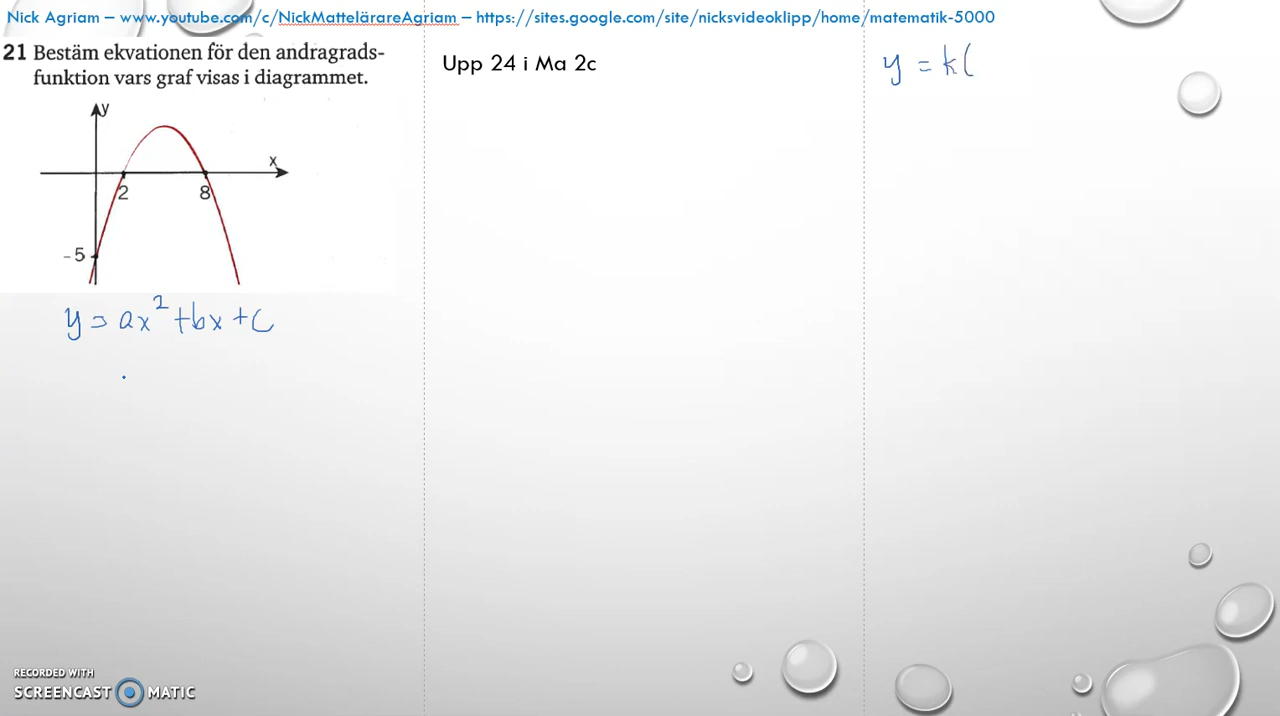 Nick Agriam – www.youtube.com/c/NickMattelärareAgriam – https://sites.google.com/site/nicksvideoklipp/home/matematik-5000
21 Bestäm ekvationen för den andragrads-
funktion vars graf visas i diagrammet.
y
x
2
8
-5
y = ax² + bx + c
Upp 24 i Ma 2c
y = k(
RECORDED WITH
SCREENCAST MATIC